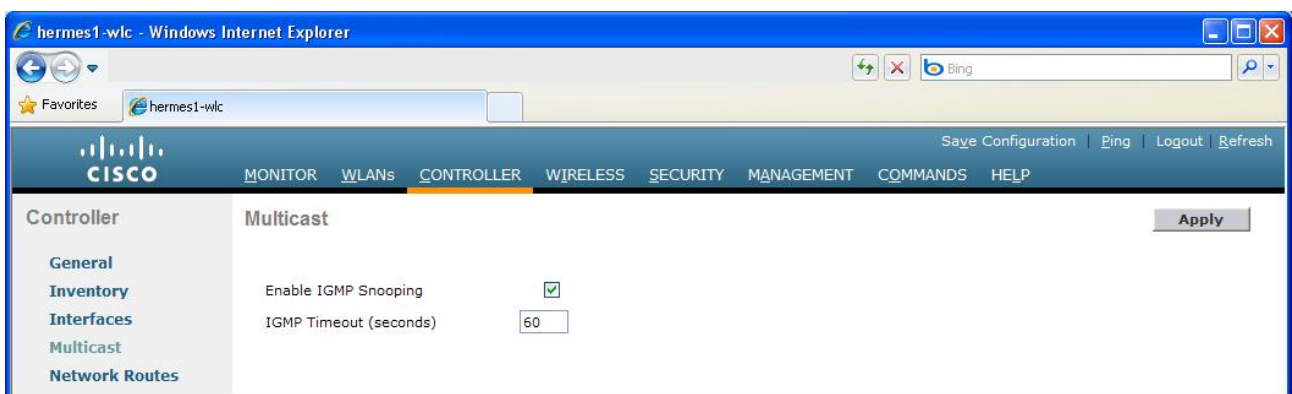 hermes1-wlc - Windows Internet Explorer
Bing
Favorites hermes1-wlc
Save Configuration | Ping | Logout | Refresh
CISCO MONITOR WLANs CONTROLLER WIRELESS SECURITY MANAGEMENT COMMANDS HELP
Controller Multicast Apply
General
Inventory Enable IGMP Snooping
Interfaces IGMP Timeout (seconds) 60
Multicast
Network Routes